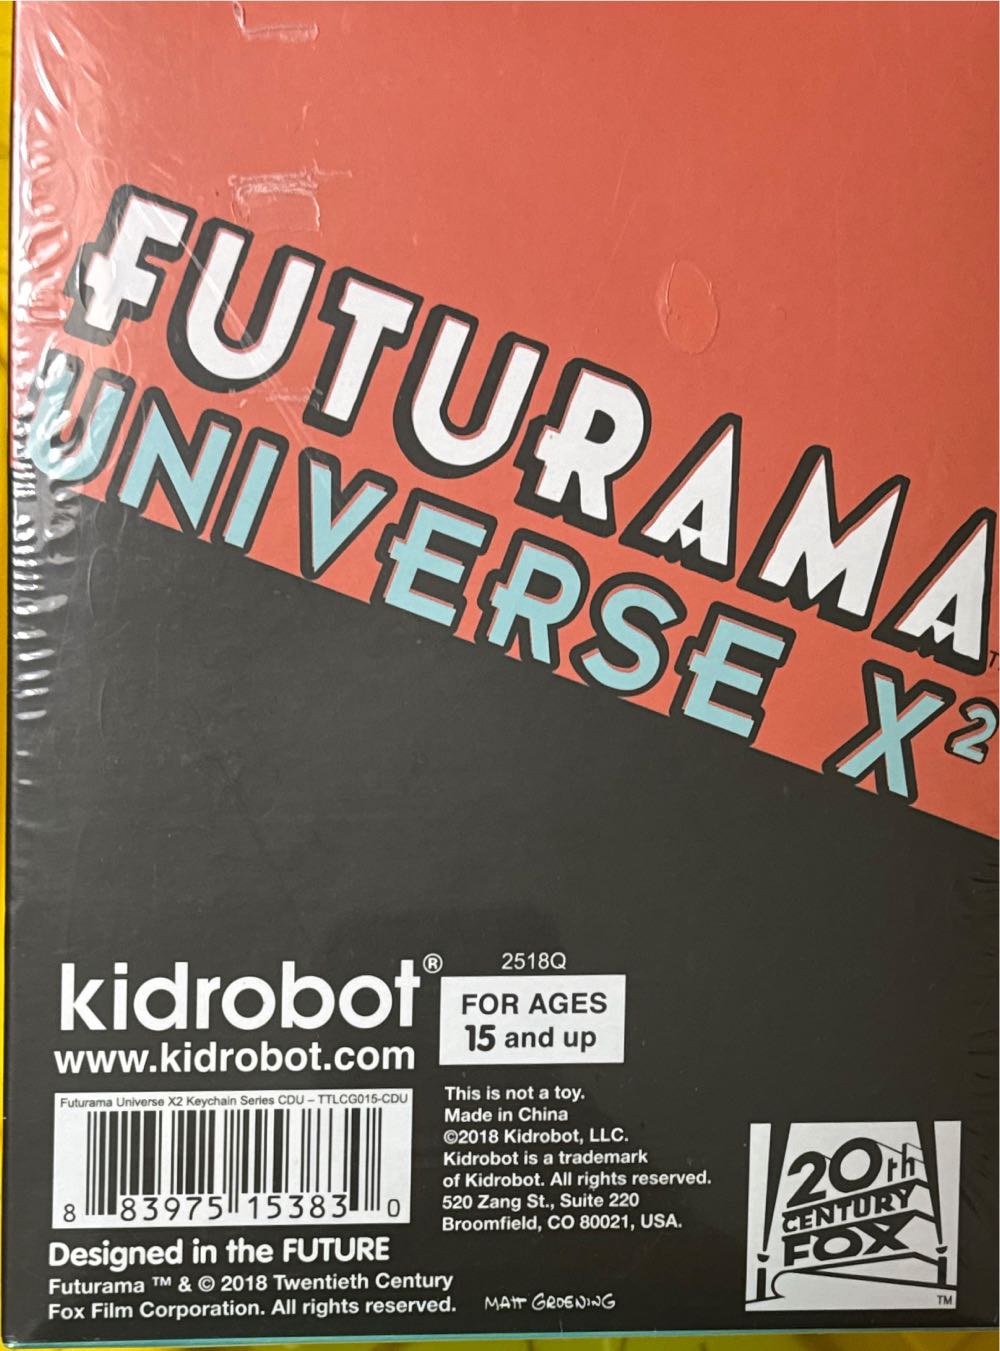 FUTURAMA
UNIVERSE X²
kidrobot®
www.kidrobot.com
2518Q
FOR AGES
15 and up
Futurama Universe X2 Keychain Series CDU – TTLCG015-CDU
8 83975 15383 0
This is not a toy.
Made in China
©2018 Kidrobot, LLC.
Kidrobot is a trademark
of Kidrobot. All rights reserved.
520 Zang St., Suite 220
Broomfield, CO 80021, USA.
Designed in the FUTURE
Futurama ™ & © 2018 Twentieth Century
Fox Film Corporation. All rights reserved.
MATT GROENING
20th
CENTURY
FOX
TM